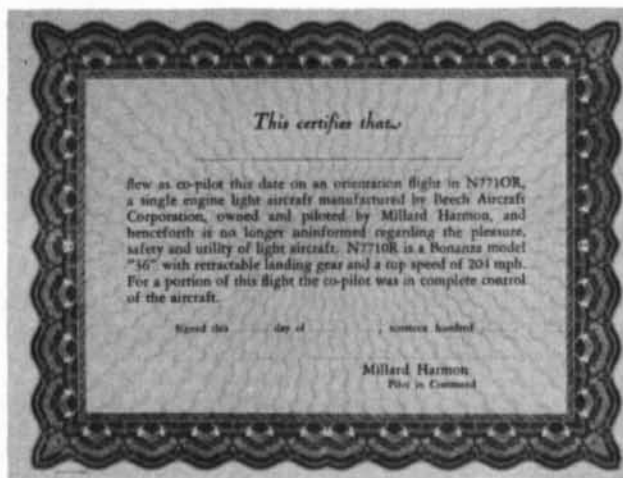 This certifies that
flew as co-pilot this date on an orientation flight in N771OR,
a single engine light aircraft manufactured by Beech Aircraft
Corporation, owned and piloted by Millard Harmon, and
henceforth is no longer uninformed regarding the pleasure,
safety and utility of light aircraft. N7710R is a Bonanza model
"36" with retractable landing gear and a top speed of 204 mph.
For a portion of this flight the co-pilot was in complete control
of the aircraft.
Signed this day of , nineteen hundred
Millard Harmon
Pilot in Command